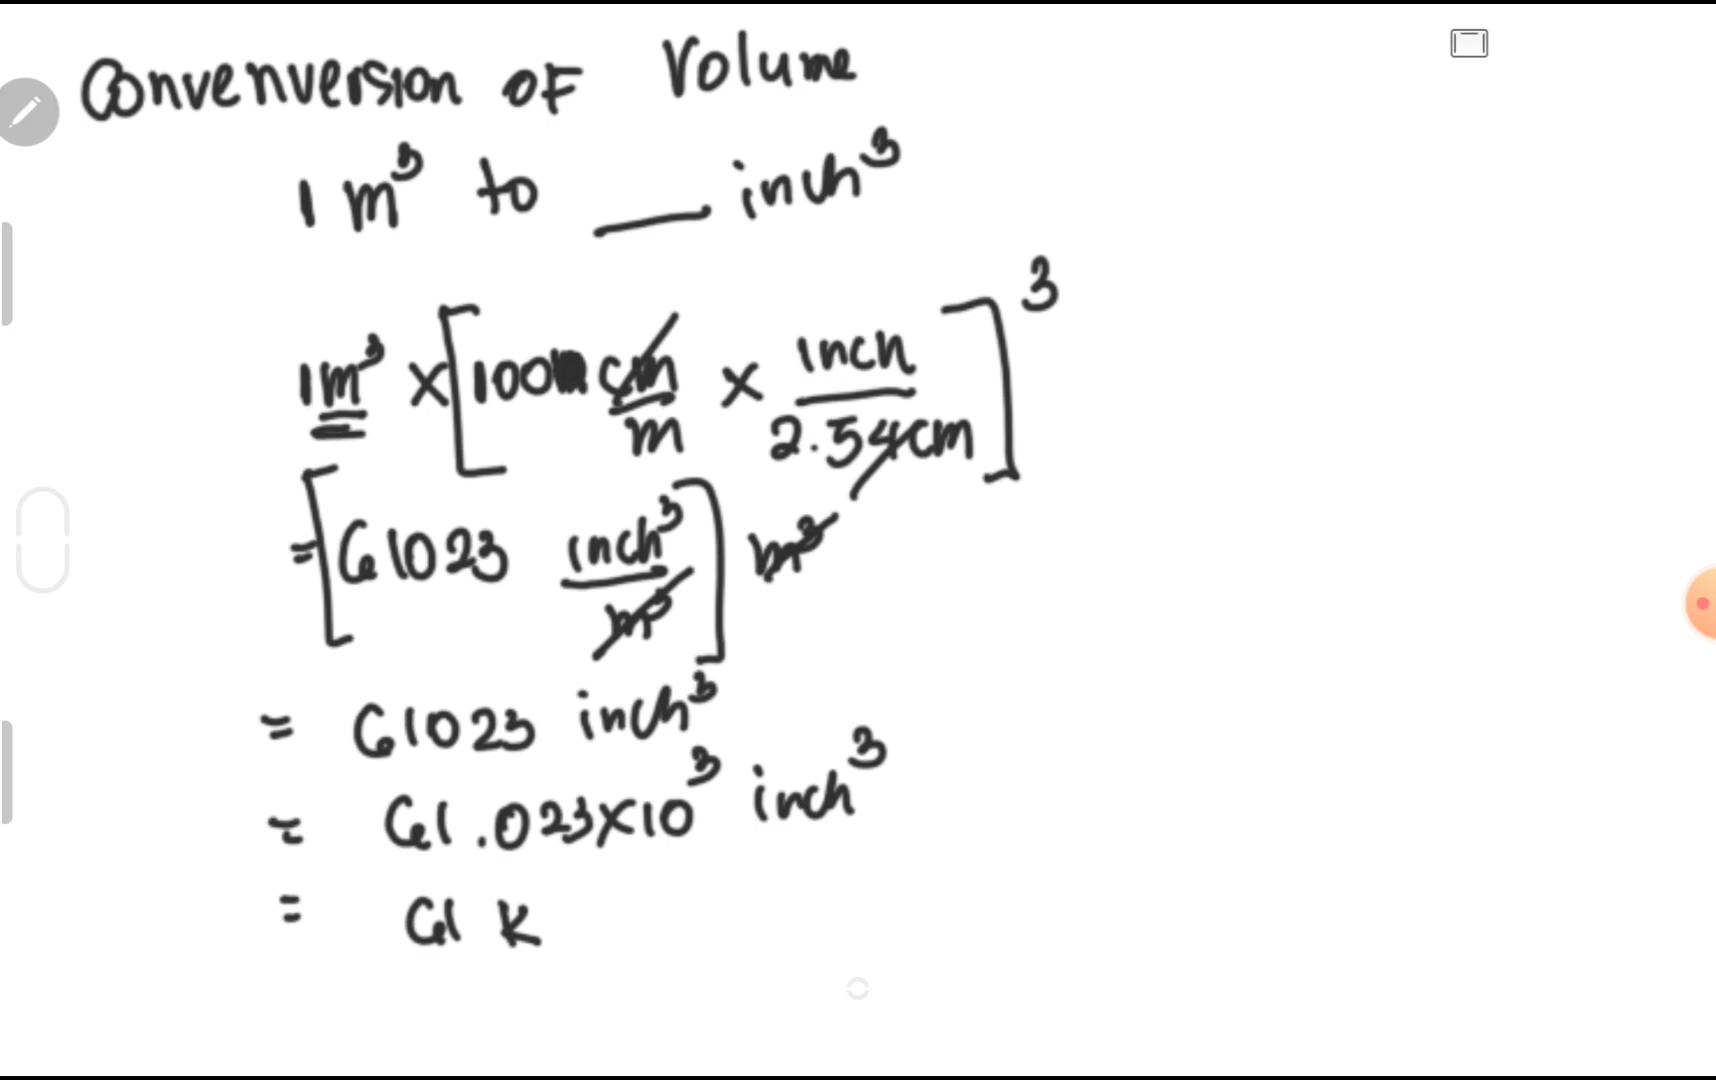 Convenversion OF Volume
1 m³ to ___ inch³
1m³ × [100 cm/m × inch/2.54cm]³
= [61023 inch³/m³] m³
= 61023 inch³
= 61.023×10³ inch³
= 61 k